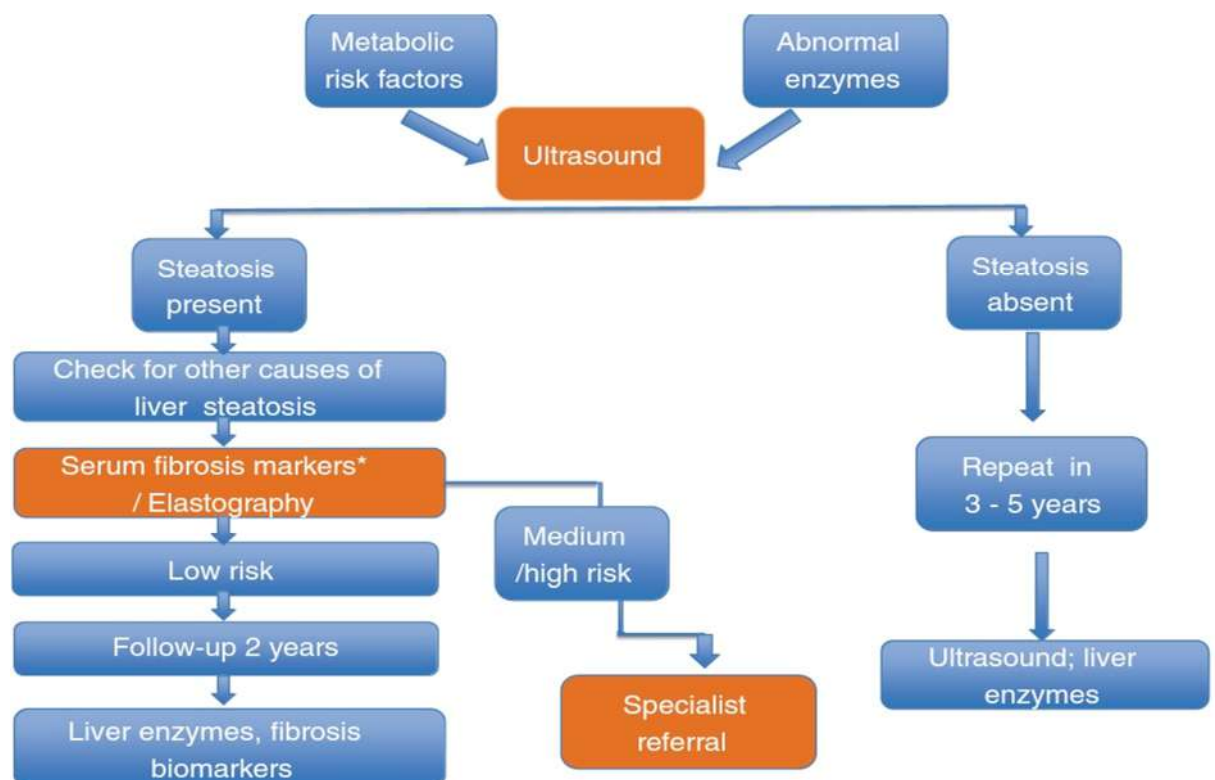 Metabolic
risk factors
Abnormal
enzymes
Ultrasound
Steatosis
present
Steatosis
absent
Check for other causes of
liver steatosis
Serum fibrosis markers*
/ Elastography
Repeat in
3 - 5 years
Medium
/high risk
Low risk
Follow-up 2 years
Ultrasound; liver
enzymes
Specialist
referral
Liver enzymes, fibrosis
biomarkers